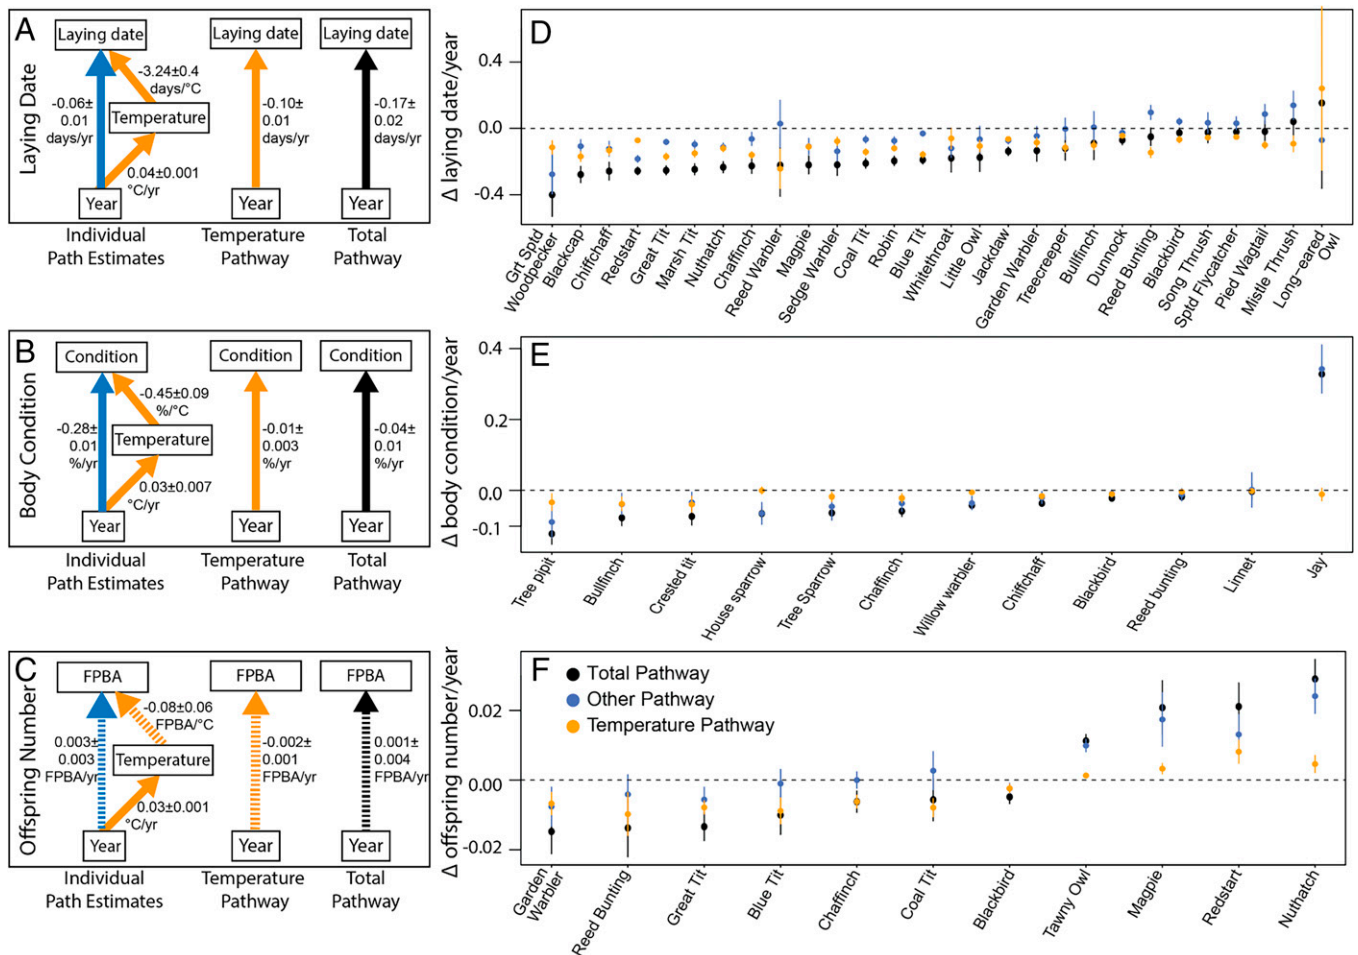 A
Laying Date
Laying date
-3.24±0.4
days/°C
-0.06±
0.01
days/yr
Temperature
0.04±0.001
°C/yr
Year
Individual
Path Estimates
Laying date
-0.10±
0.01
days/yr
Year
Temperature
Pathway
Laying date
-0.17±
0.02
days/yr
Year
Total
Pathway
D
Δ laying date/year
0.4
0.0
-0.4
Grt Sptd
Woodpecker
Blackcap
Chiffchaff
Redstart
Great Tit
Marsh Tit
Nuthatch
Chaffinch
Reed Warbler
Magpie
Sedge Warbler
Coal Tit
Robin
Blue Tit
Whitethroat
Little Owl
Jackdaw
Garden Warbler
Treecreeper
Bullfinch
Dunnock
Reed Bunting
Blackbird
Song Thrush
Sptd Flycatcher
Pied Wagtail
Mistle Thrush
Long-eared
Owl
B
Body Condition
Condition
-0.45±0.09
%/°C
-0.28±
0.01
%/yr
Temperature
0.03±0.007
°C/yr
Year
Individual
Path Estimates
Condition
-0.01±
0.003
%/yr
Year
Temperature
Pathway
Condition
-0.04±
0.01
%/yr
Year
Total
Pathway
E
Δ body condition/year
0.4
0.2
0.0
-0.1
Tree pipit
Bullfinch
Crested tit
House sparrow
Tree Sparrow
Chaffinch
Willow warbler
Chiffchaff
Blackbird
Reed bunting
Linnet
Jay
C
Offspring Number
FPBA
-0.08±0.06
FPBA/°C
0.003±
0.003
FPBA/yr
Temperature
0.03±0.001
°C/yr
Year
Individual
Path Estimates
FPBA
-0.002±
0.001
FPBA/yr
Year
Temperature
Pathway
FPBA
0.001±
0.004
FPBA/yr
Year
Total
Pathway
F
Δ offspring number/year
Total Pathway
Other Pathway
Temperature Pathway
0.02
0.00
-0.02
Garden
Warbler
Reed Bunting
Great Tit
Blue Tit
Chaffinch
Coal Tit
Blackbird
Tawny Owl
Magpie
Redstart
Nuthatch